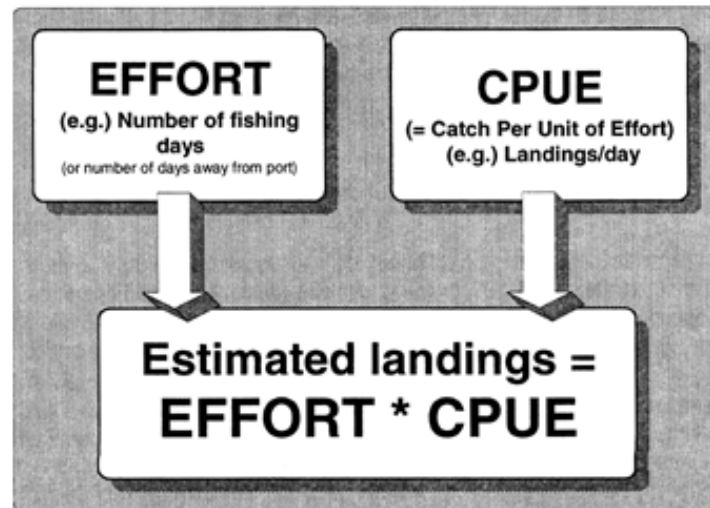 EFFORT
(e.g.) Number of fishing
days
(or number of days away from port)
CPUE
(= Catch Per Unit of Effort)
(e.g.) Landings/day
Estimated landings =
EFFORT * CPUE